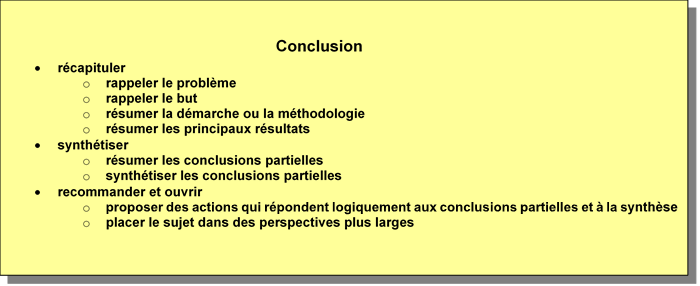 Conclusion
• récapituler
o rappeler le problème
o rappeler le but
o résumer la démarche ou la méthodologie
o résumer les principaux résultats
• synthétiser
o résumer les conclusions partielles
o synthétiser les conclusions partielles
• recommander et ouvrir
o proposer des actions qui répondent logiquement aux conclusions partielles et à la synthèse
o placer le sujet dans des perspectives plus larges